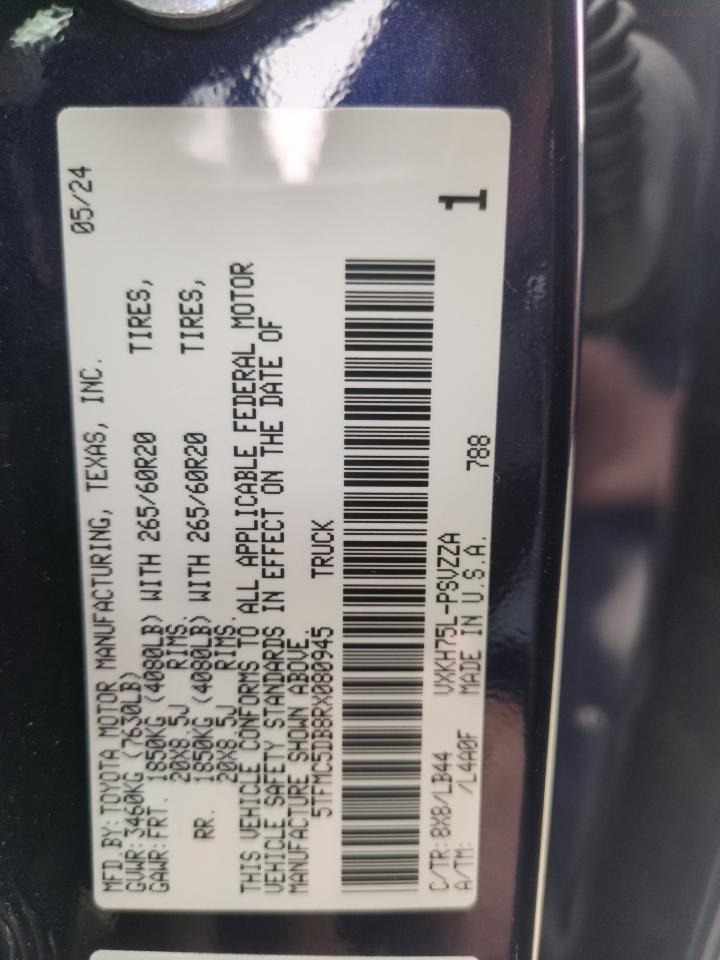 MFD.BY:TOYOTA MOTOR MANUFACTURING, TEXAS, INC. 05/24
GVWR:3460KG (7630LB)
GAWR:FRT. 1850KG (4080LB) WITH 265/60R20 TIRES,
20X8.5J RIMS.
RR. 1850KG (4080LB) WITH 265/60R20 TIRES,
20X8.5J RIMS.
THIS VEHICLE CONFORMS TO ALL APPLICABLE FEDERAL MOTOR
VEHICLE SAFETY STANDARDS IN EFFECT ON THE DATE OF
MANUFACTURE SHOWN ABOVE.
5TFMC5DB8RX080945 TRUCK
C/TR:8X8/LB44 VXKH75L-PSVZZA 1
A/TM: /L4A0F MADE IN U.S.A. 788